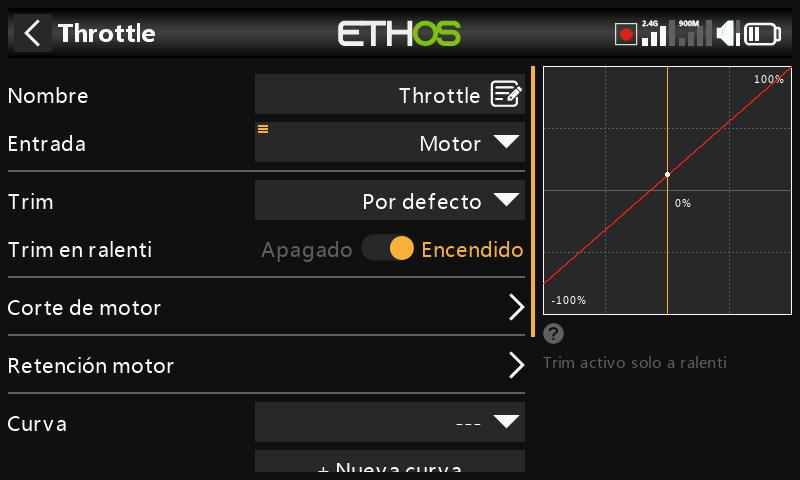 Throttle
ETHOS
2.4G
900M
Nombre
Throttle
Entrada
Motor
Trim
Por defecto
Trim en ralenti
Apagado
Encendido
Corte de motor
Retención motor
Curva
---
+ Nueva curva
100%
0%
-100%
?
Trim activo solo a ralenti